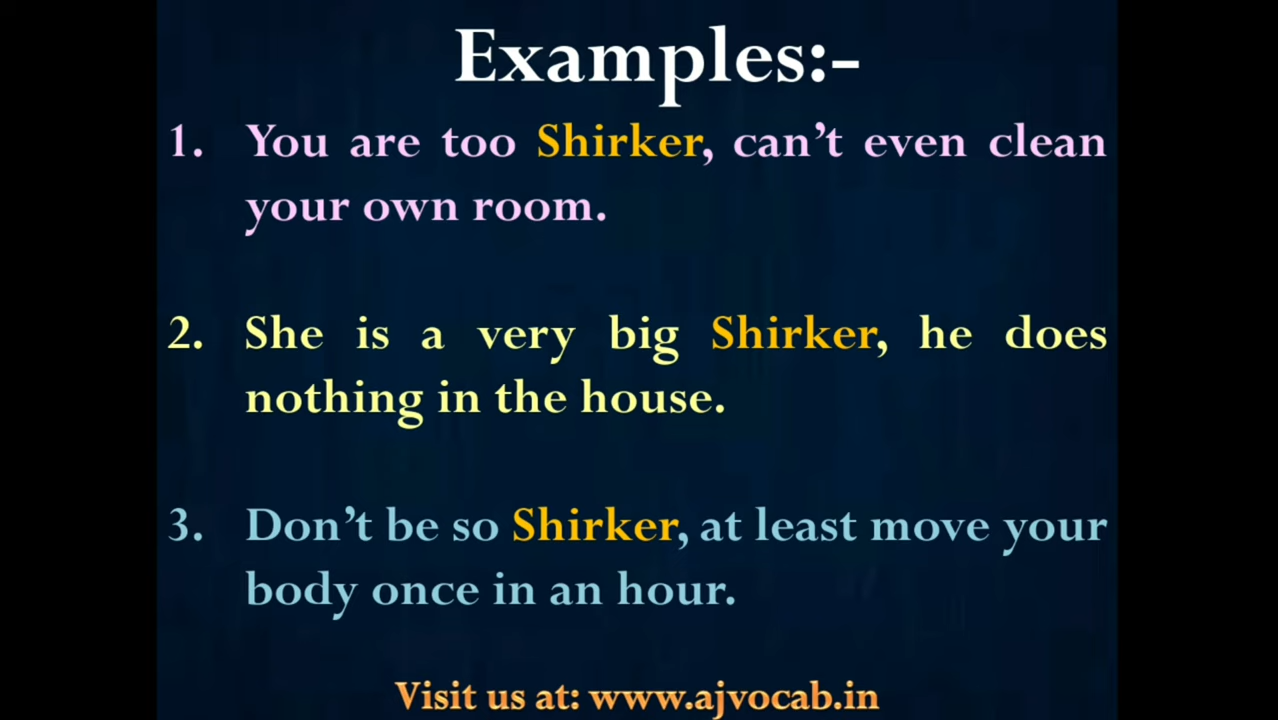 Examples:-
1. You are too Shirker, can't even clean
your own room.
2. She is a very big Shirker, he does
nothing in the house.
3. Don't be so Shirker, at least move your
body once in an hour.
Visit us at: www.ajvocab.in